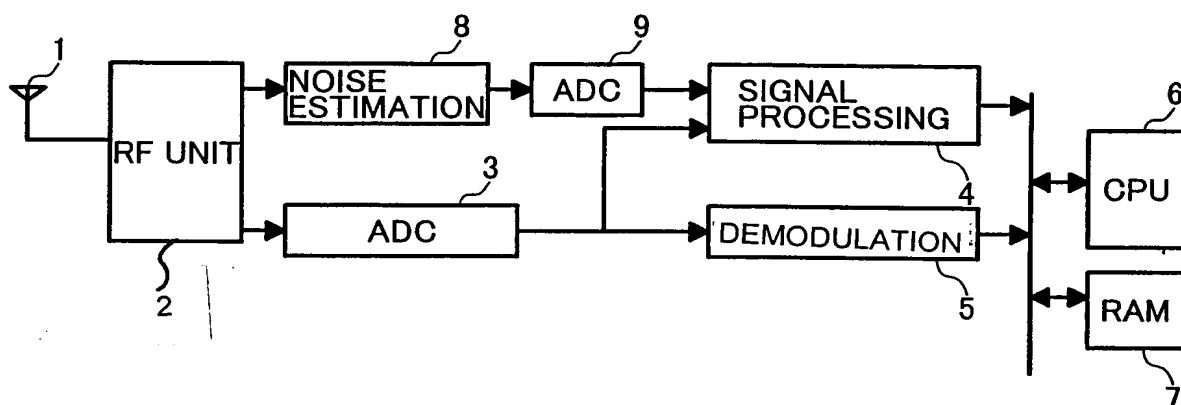 1
8
9
6
NOISE
ESTIMATION
ADC
SIGNAL
PROCESSING
RF UNIT
CPU
3
4
ADC
DEMODULATION
2
5
RAM
7